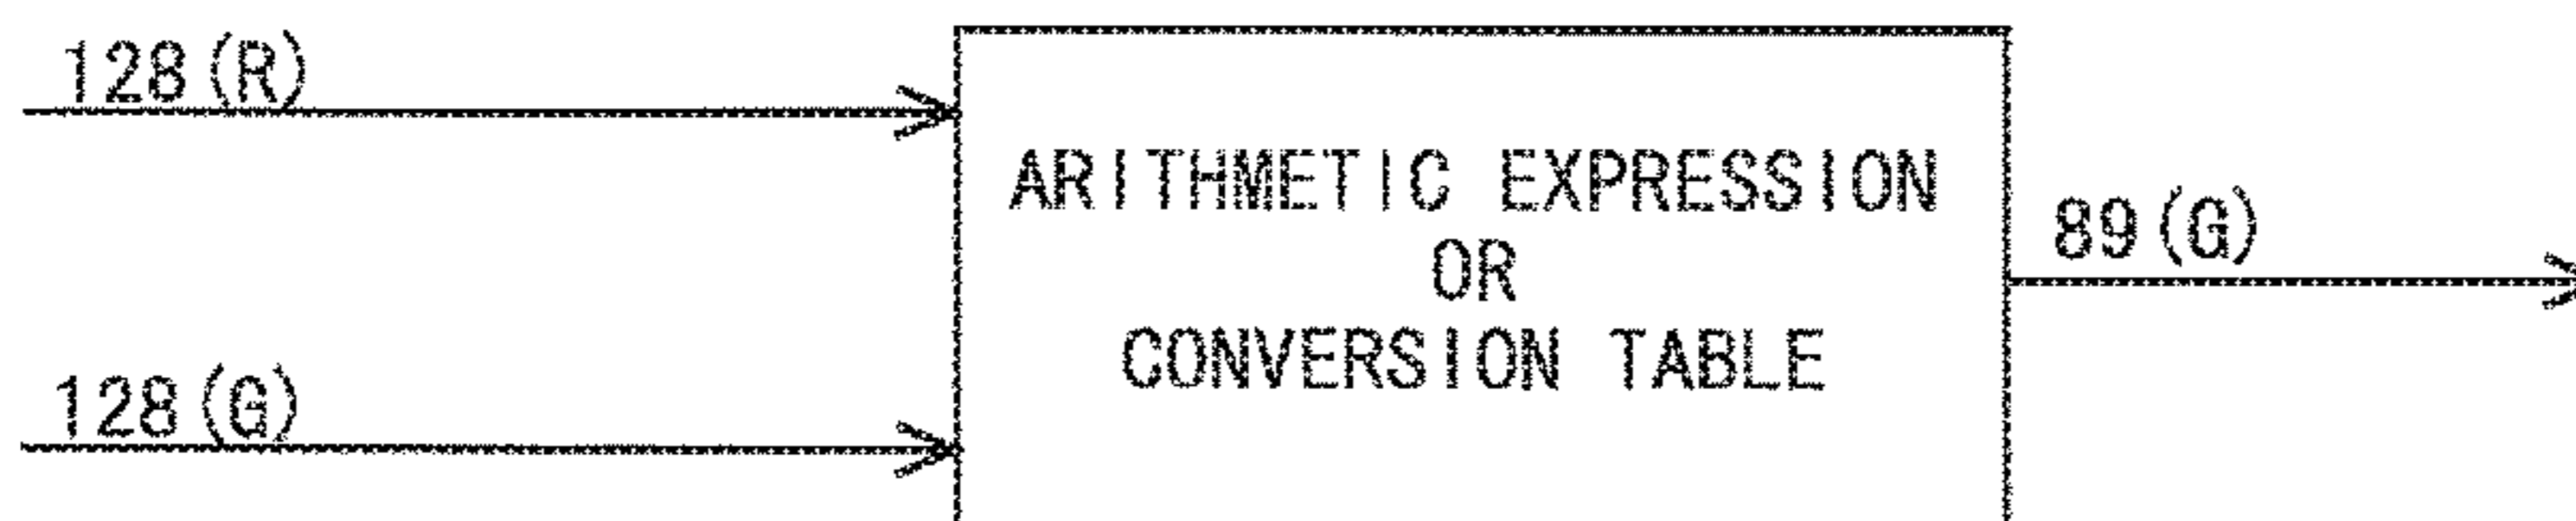 128(R)
ARITHMETIC EXPRESSION
OR
CONVERSION TABLE
89(G)
128(G)